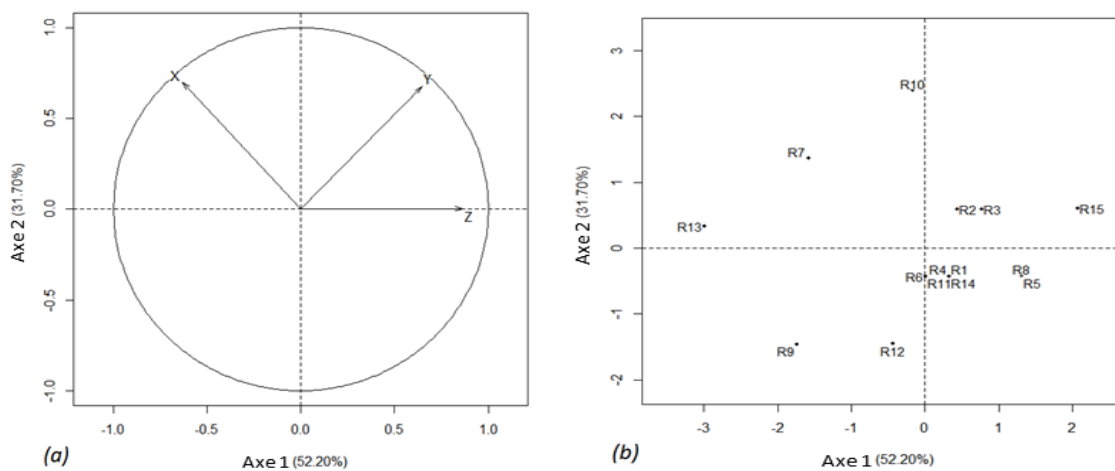 1.0
0.5
0.0
-0.5
-1.0
Axe 2 (31.70%)
X
Y
Z
-1.0 -0.5 0.0 0.5 1.0
(a) Axe 1 (52.20%)
3
2
1
0
-1
-2
Axe 2 (31.70%)
R10
R7
R2 R3 R15
R13
R4 R1 R8
R6 R11 R14 R5
R9 R12
-3 -2 -1 0 1 2
(b) Axe 1 (52.20%)